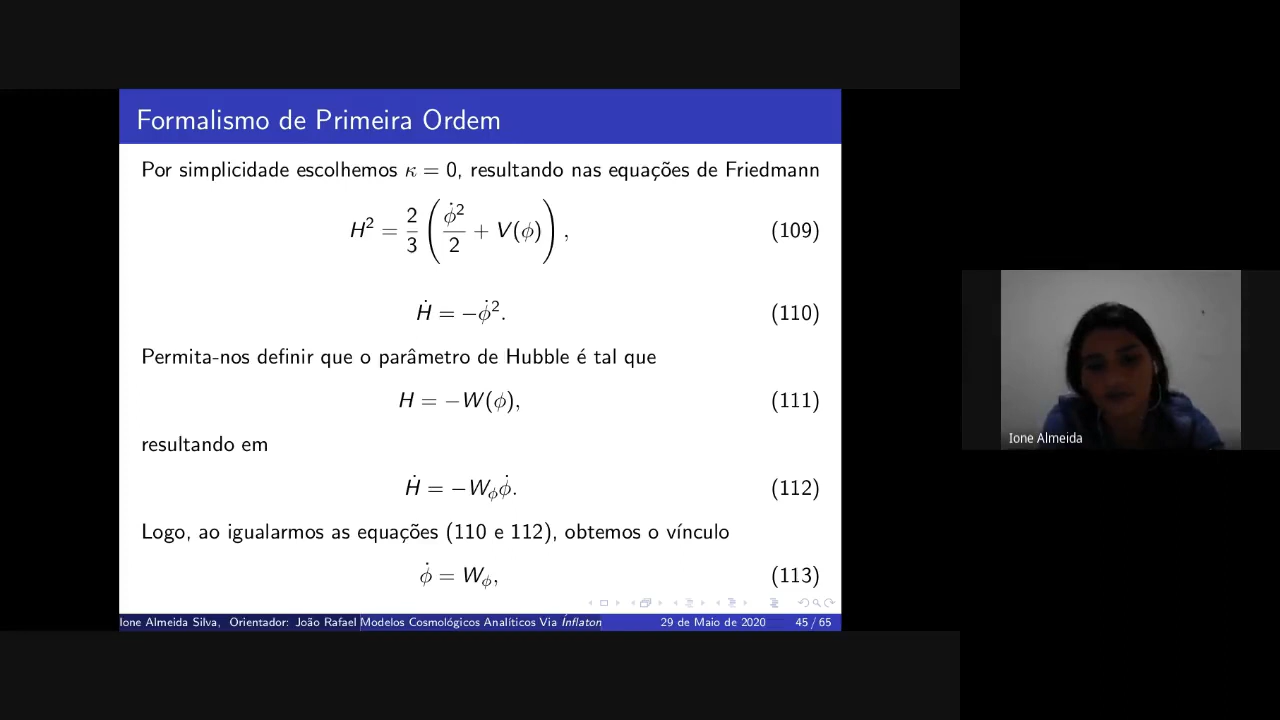 Formalismo de Primeira Ordem
Por simplicidade escolhemos κ = 0, resultando nas equações de Friedmann
H² = 2/3 (φ̇²/2 + V(φ)), (109)
Ḣ = −φ̇². (110)
Permita-nos definir que o parâmetro de Hubble é tal que
H = −W(φ), (111)
resultando em
Ḣ = −W_φ φ̇. (112)
Logo, ao igualarmos as equações (110 e 112), obtemos o vínculo
φ̇ = W_φ, (113)
Ione Almeida Silva, Orientador: João Rafael Modelos Cosmológicos Analíticos Via Inflaton 29 de Maio de 2020 45 / 65
Ione Almeida